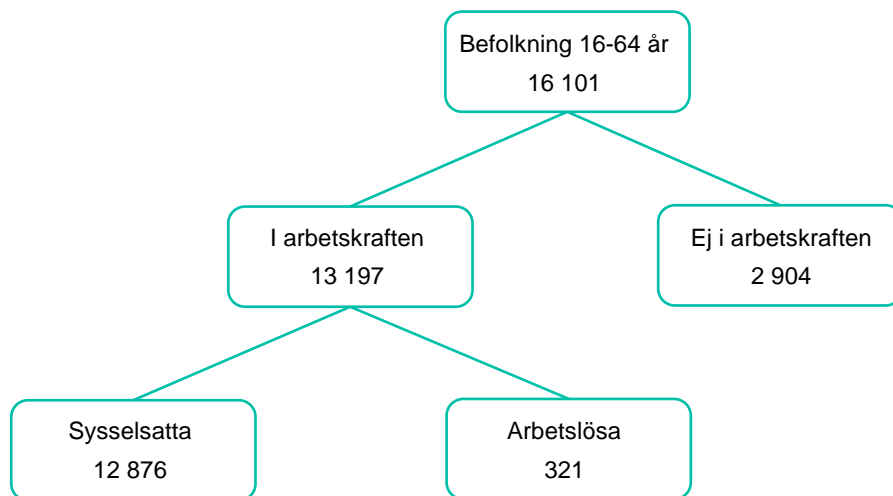 Befolkning 16-64 år
16 101
I arbetskraften
13 197
Ej i arbetskraften
2 904
Sysselsatta
12 876
Arbetslösa
321